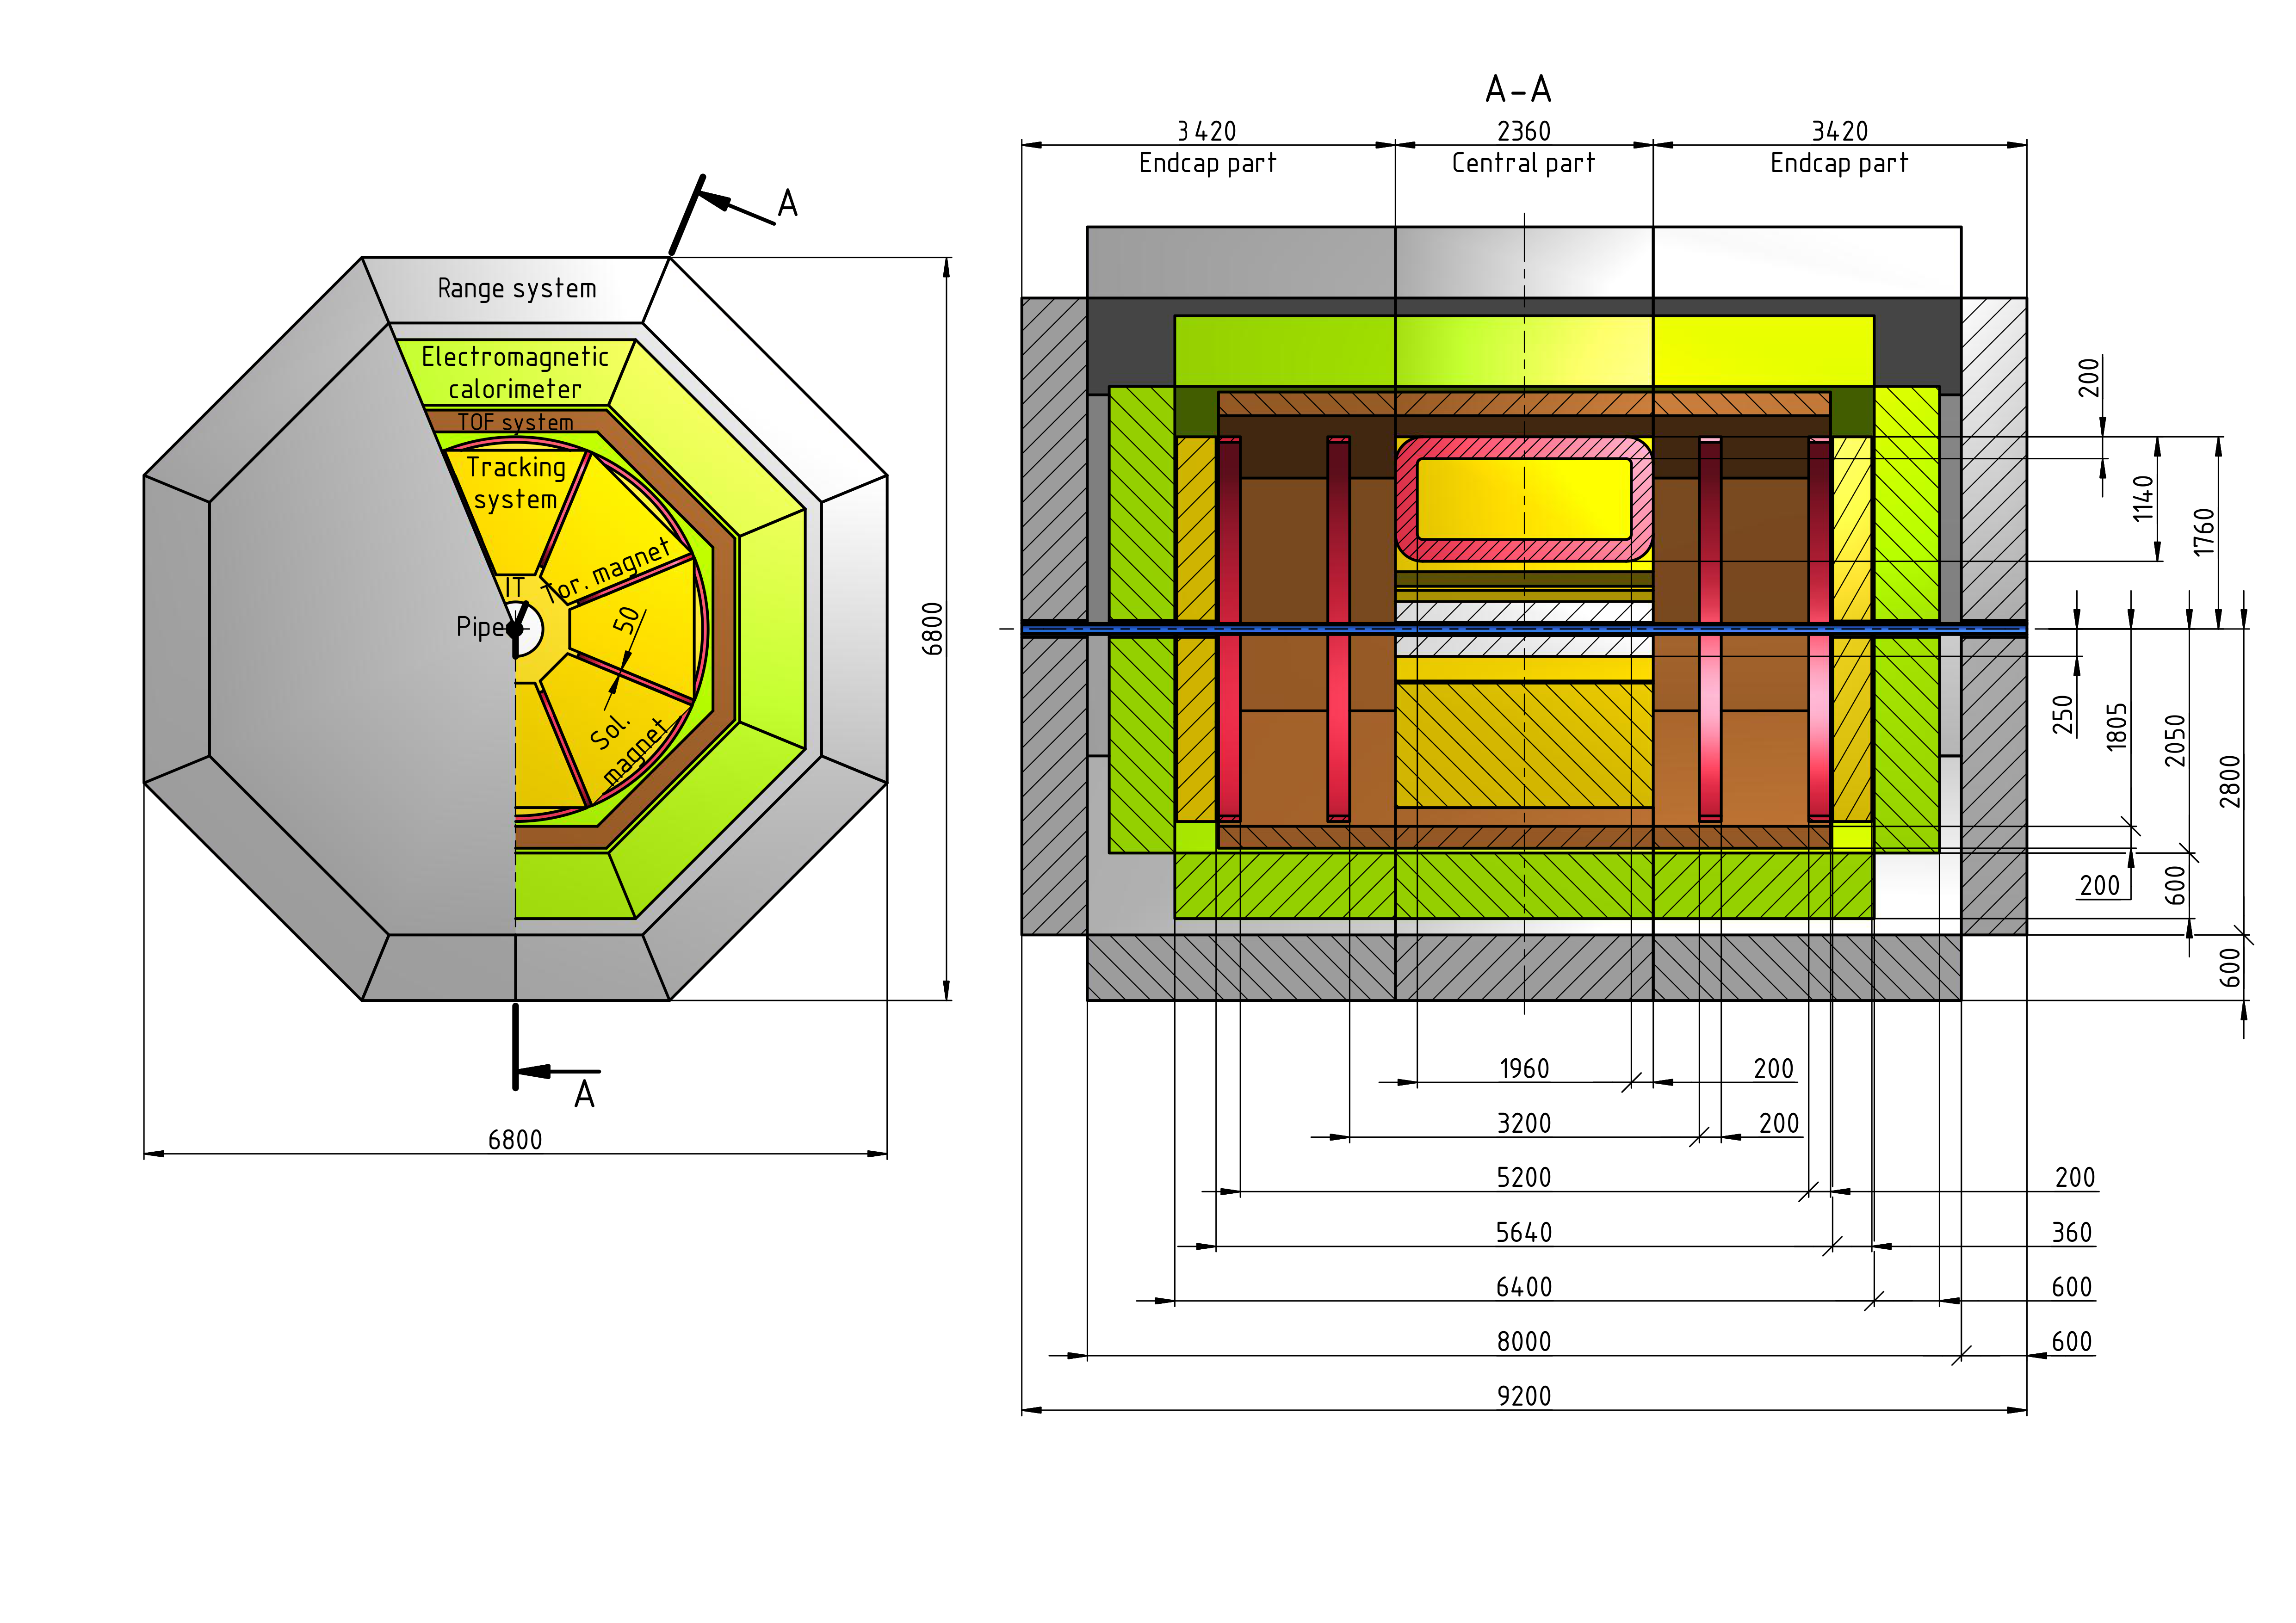 A-A
3420
2360
3420
Endcap part
Central part
Endcap part
A
Range system
Electromagnetic
calorimeter
TOF system
Tracking
system
Tor. magnet
IT
Pipe
50
Sol.
magnet
6800
A
6800
200
1140
1760
250
1805
2050
2800
200
600
600
1960
200
3200
200
5200
200
5640
360
6400
600
8000
600
9200